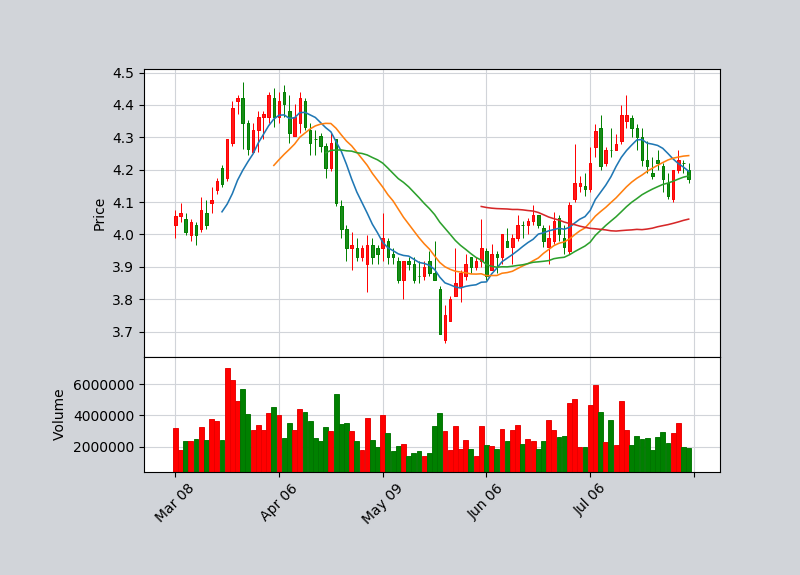 4.5
4.4
4.3
4.2
4.1
4.0
3.9
3.8
3.7
Price
6000000
4000000
2000000
Volume
Mar 08
Apr 06
May 09
Jun 06
Jul 06